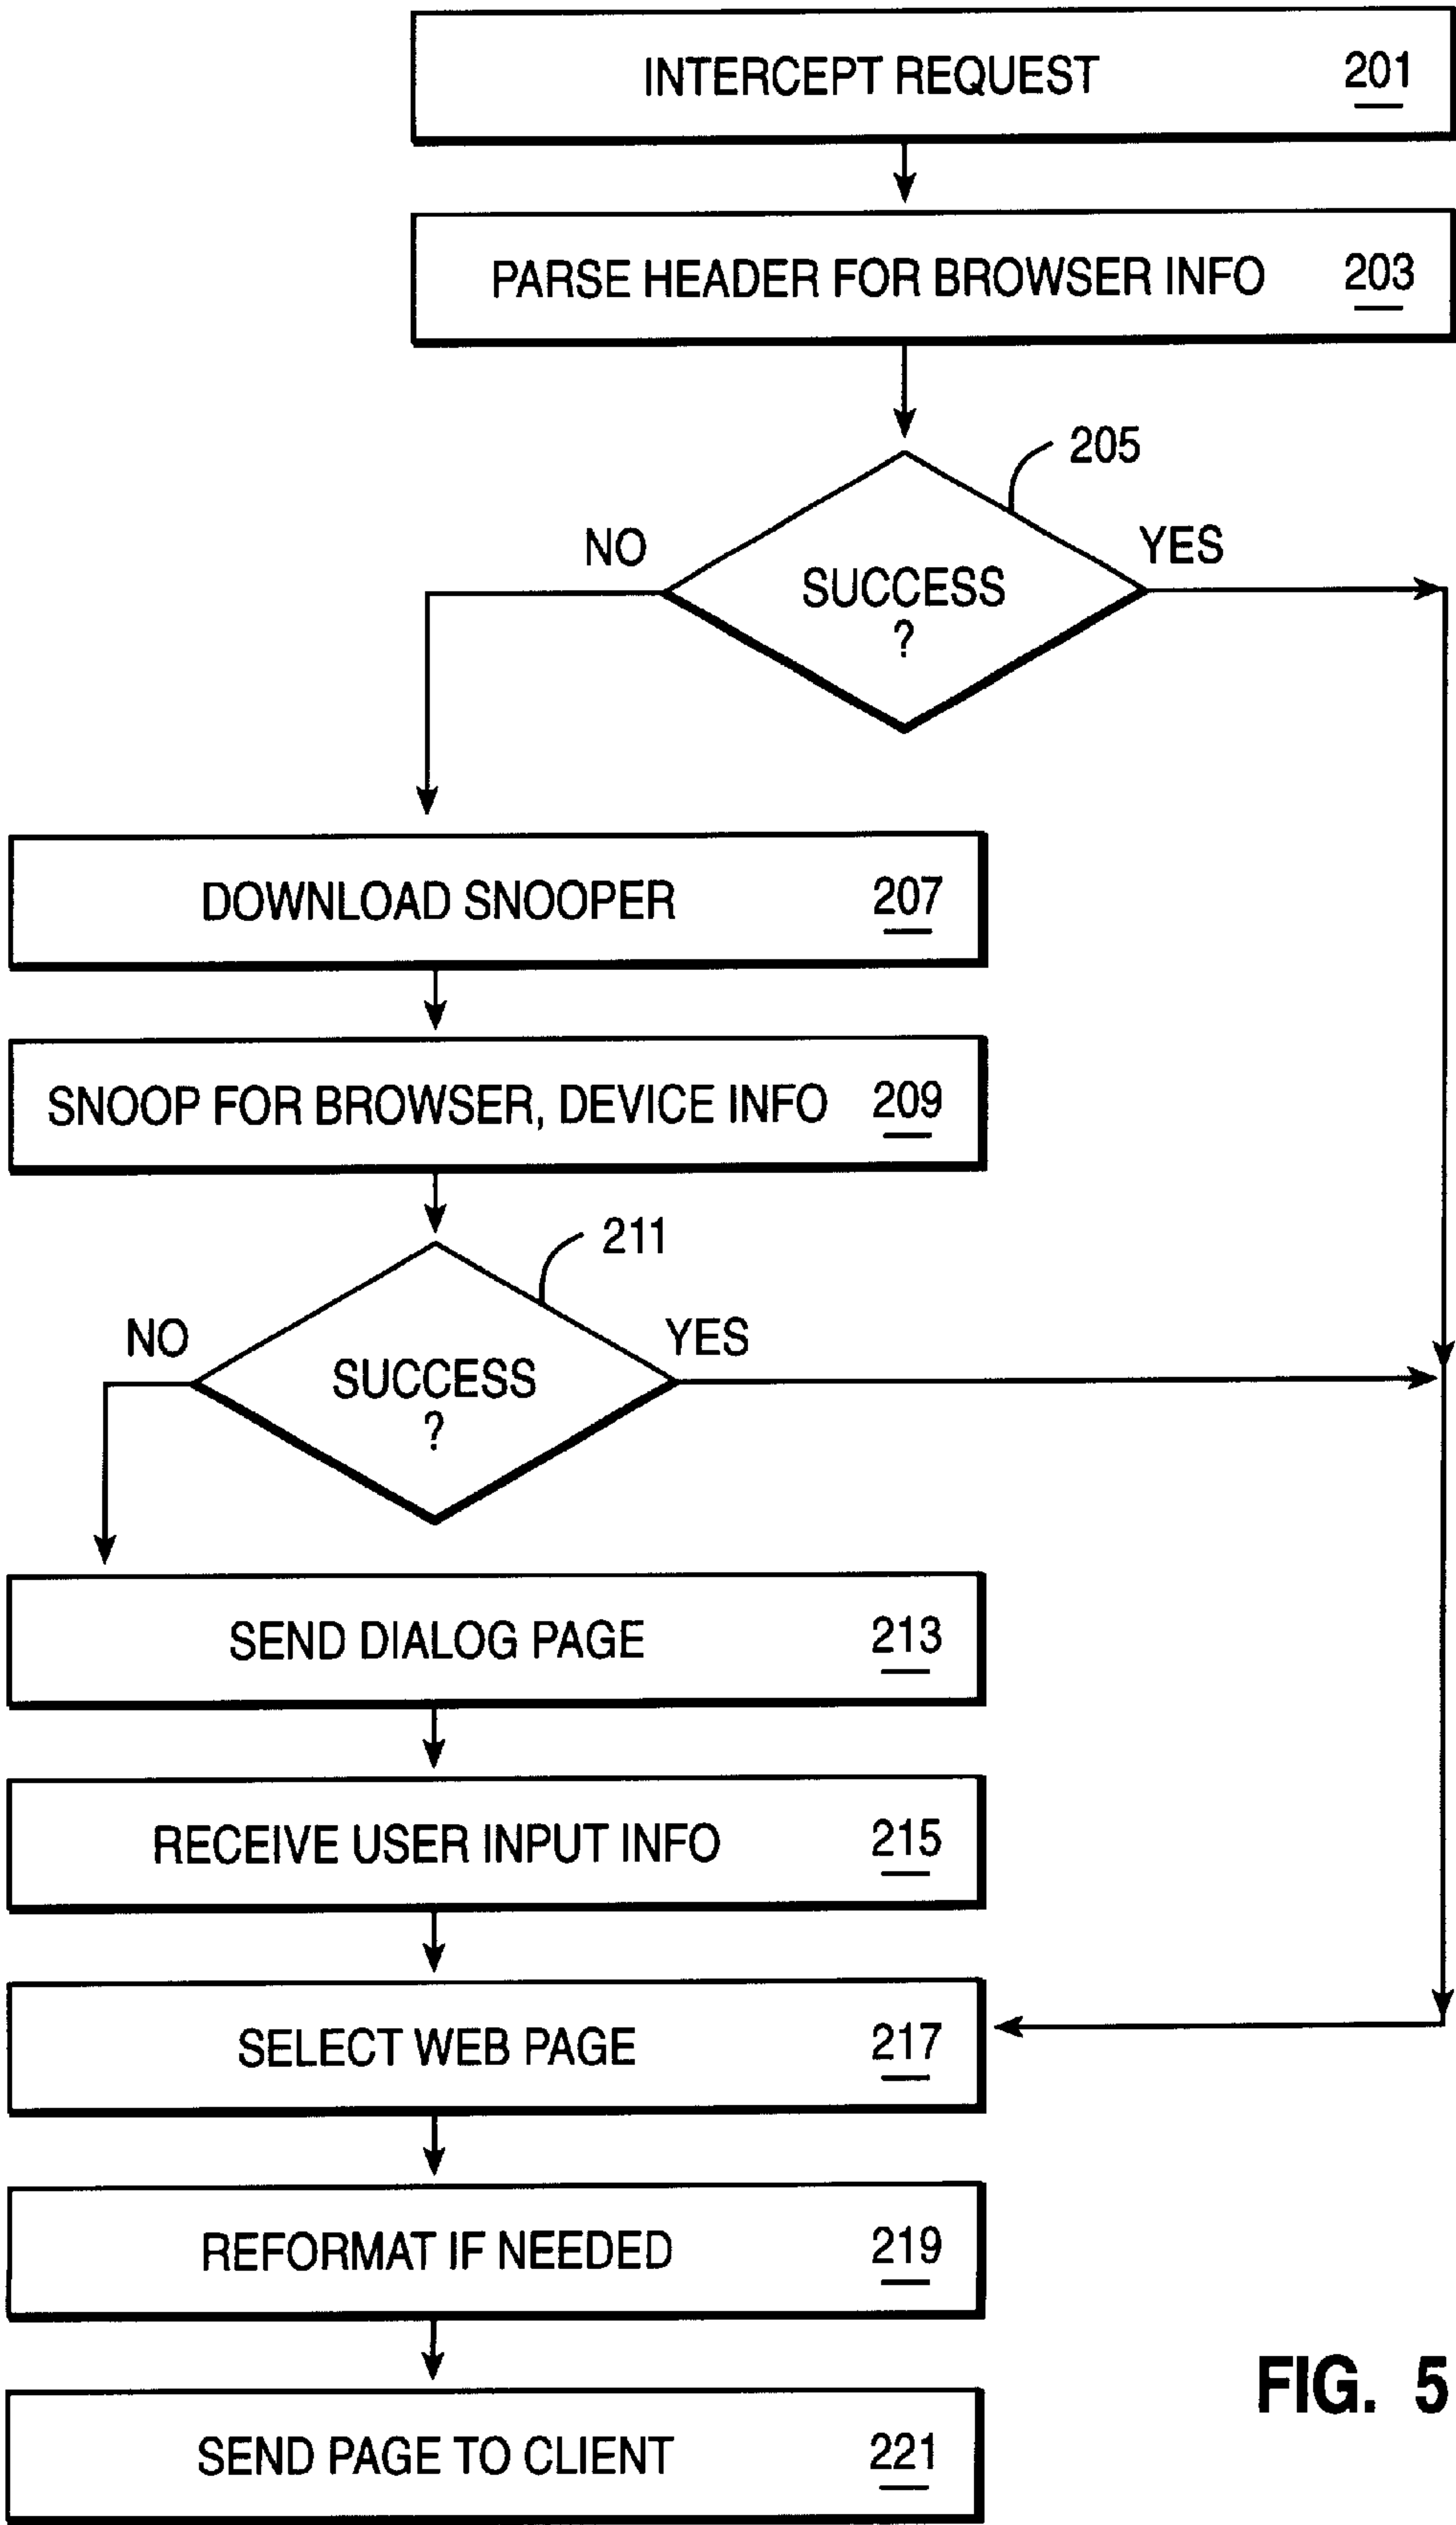 INTERCEPT REQUEST 201
PARSE HEADER FOR BROWSER INFO 203
205
NO
YES
SUCCESS
?
DOWNLOAD SNOOPER 207
SNOOP FOR BROWSER, DEVICE INFO 209
211
NO
YES
SUCCESS
?
SEND DIALOG PAGE 213
RECEIVE USER INPUT INFO 215
SELECT WEB PAGE 217
REFORMAT IF NEEDED 219
SEND PAGE TO CLIENT 221
FIG. 5